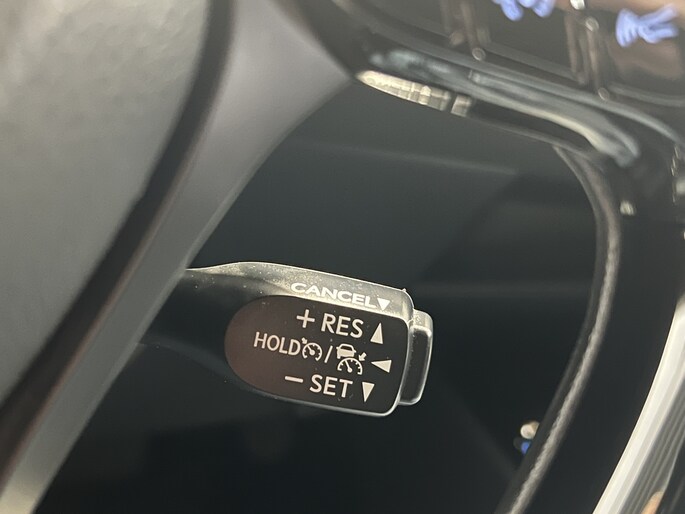 CANCEL▼
+ RES ▲
HOLD / ◀
− SET ▼